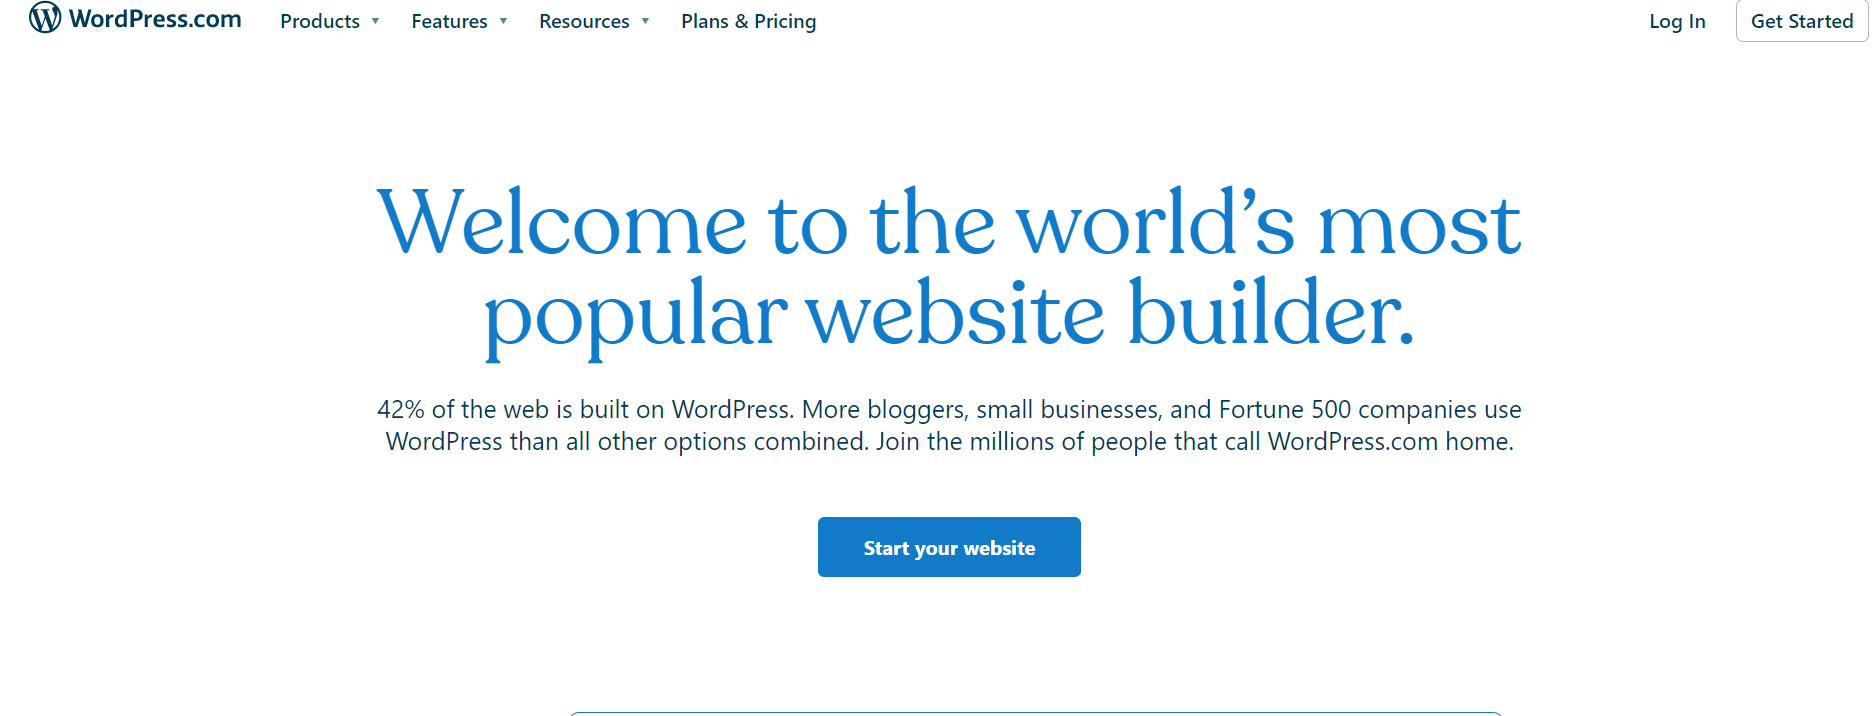 WordPress.com Products Features Resources Plans & Pricing Log In Get Started
Welcome to the world’s most
popular website builder.
42% of the web is built on WordPress. More bloggers, small businesses, and Fortune 500 companies use
WordPress than all other options combined. Join the millions of people that call WordPress.com home.
Start your website